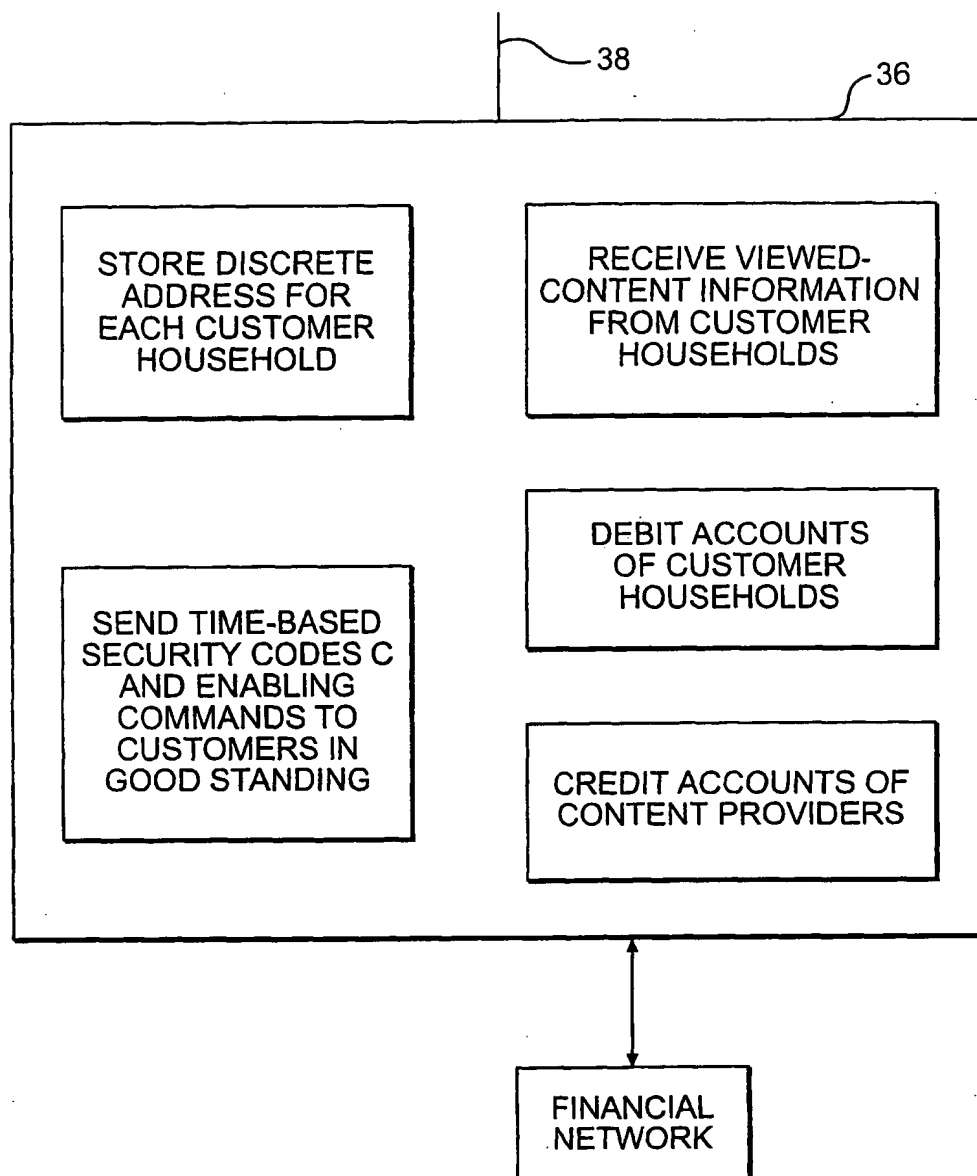 38
36
STORE DISCRETE
ADDRESS FOR
EACH CUSTOMER
HOUSEHOLD
RECEIVE VIEWED-
CONTENT INFORMATION
FROM CUSTOMER
HOUSEHOLDS
SEND TIME-BASED
SECURITY CODES C
AND ENABLING
COMMANDS TO
CUSTOMERS IN
GOOD STANDING
DEBIT ACCOUNTS
OF CUSTOMER
HOUSEHOLDS
CREDIT ACCOUNTS OF
CONTENT PROVIDERS
FINANCIAL
NETWORK